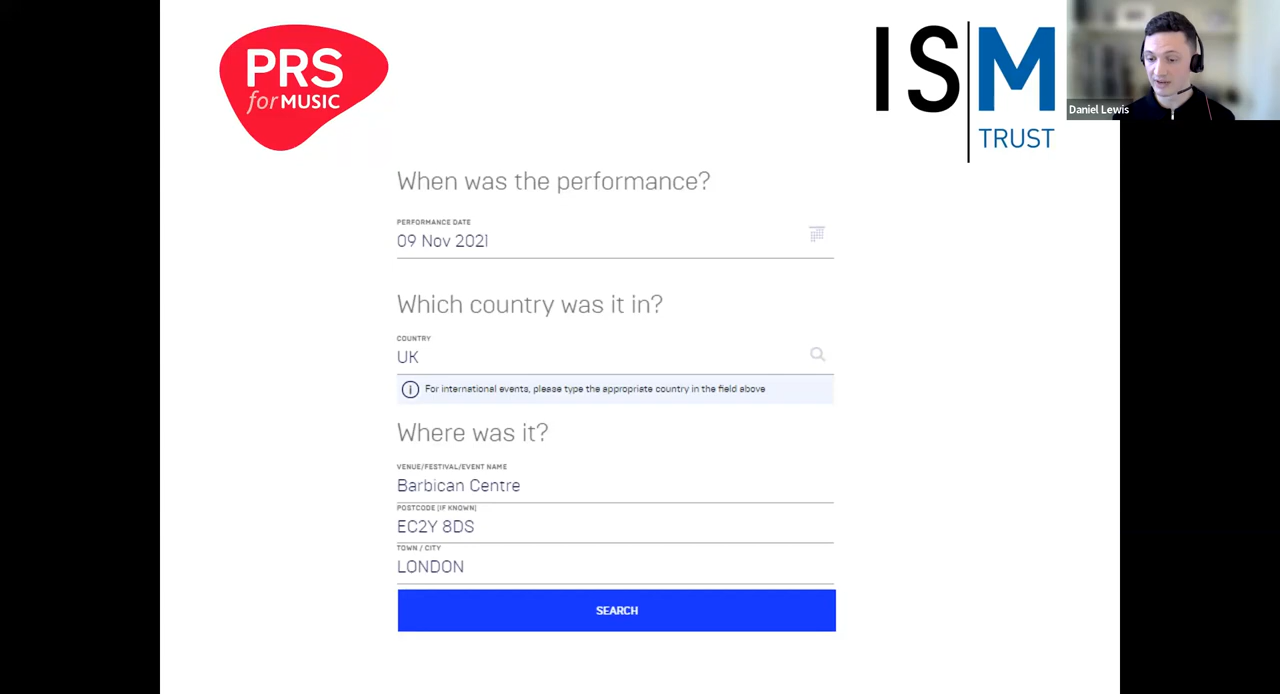 PRS
for MUSIC
ISM
TRUST
Daniel Lewis
When was the performance?
PERFORMANCE DATE
09 Nov 2021
Which country was it in?
COUNTRY
UK
For international events, please type the appropriate country in the field above
Where was it?
VENUE/FESTIVAL/EVENT NAME
Barbican Centre
POSTCODE [IF KNOWN]
EC2Y 8DS
TOWN / CITY
LONDON
SEARCH